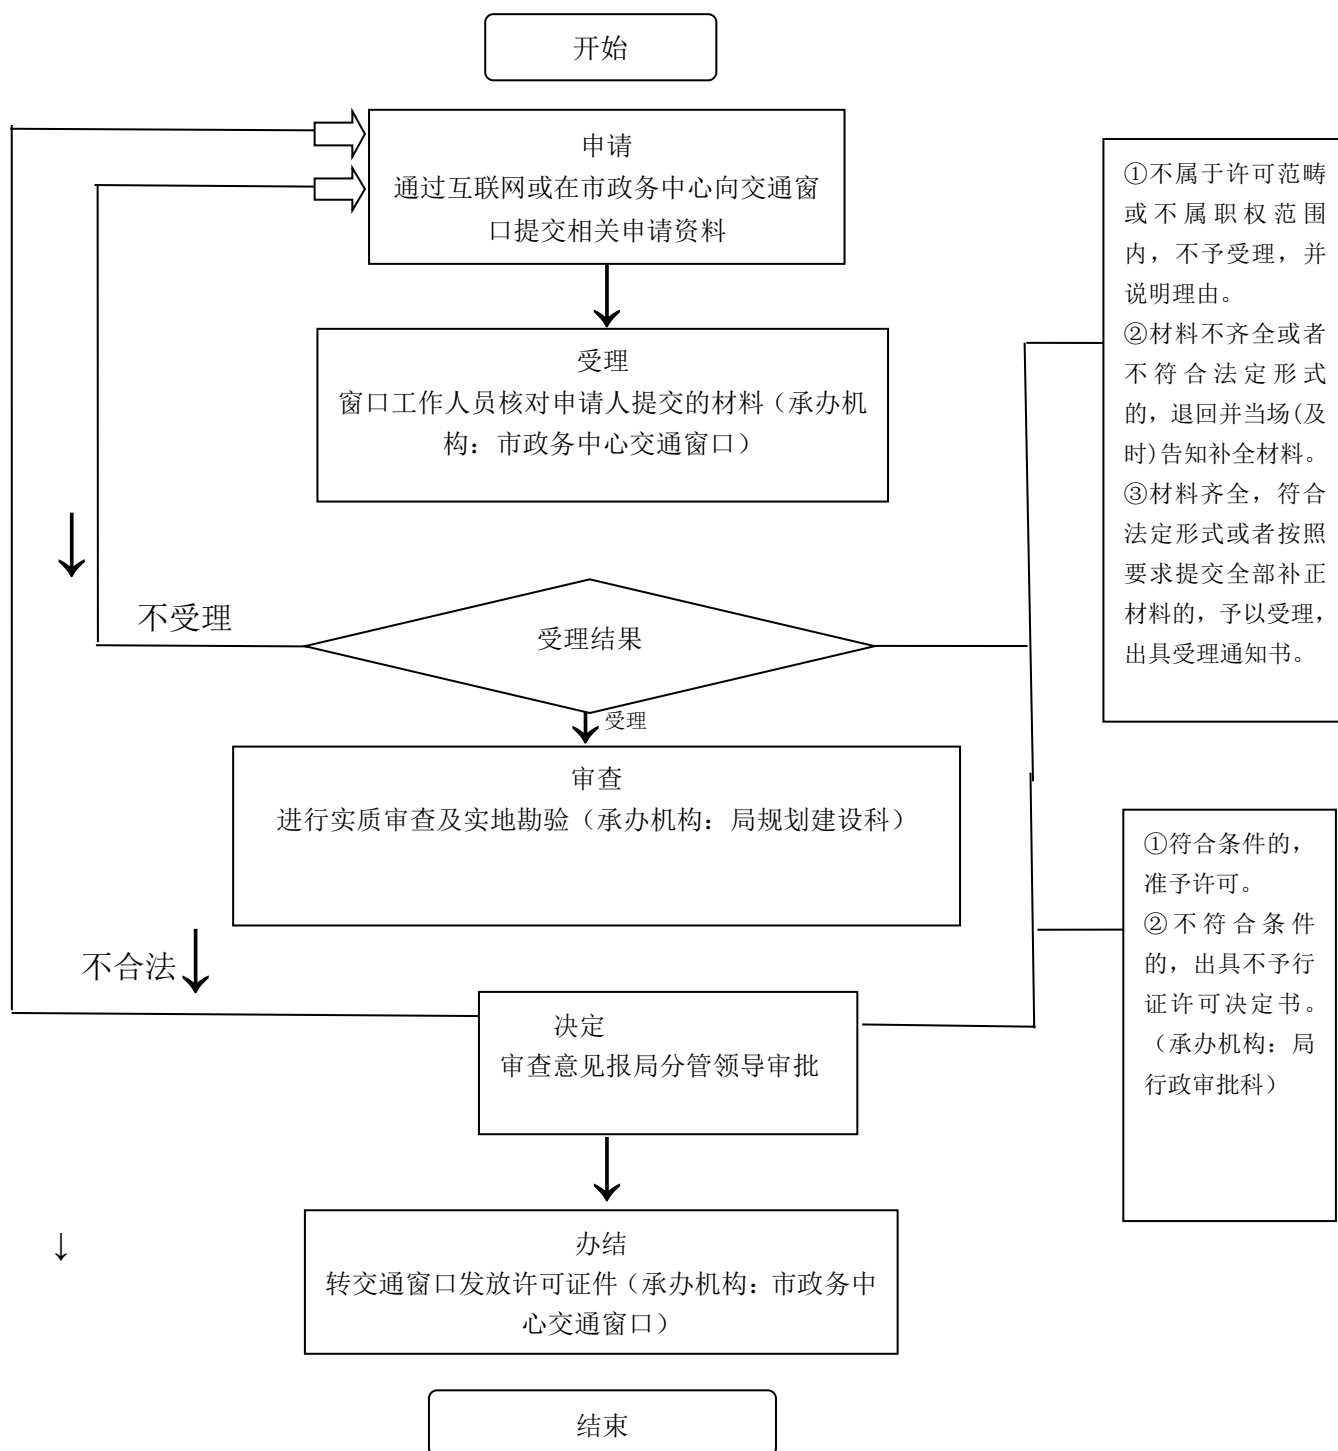 开始
申请
通过互联网或在市政务中心向交通窗
口提交相关申请资料
受理
窗口工作人员核对申请人提交的材料（承办机
构：市政务中心交通窗口）
不受理
受理结果
受理
审查
进行实质审查及实地勘验（承办机构：局规划建设科）
不合法
决定
审查意见报局分管领导审批
办结
转交通窗口发放许可证件（承办机构：市政务中
心交通窗口）
结束
①不属于许可范畴
或不属职权范围
内，不予受理，并
说明理由。
②材料不齐全或者
不符合法定形式
的，退回并当场(及
时)告知补全材料。
③材料齐全，符合
法定形式或者按照
要求提交全部补正
材料的，予以受理，
出具受理通知书。
①符合条件的，
准予许可。
②不符合条件
的，出具不予行
证许可决定书。
（承办机构：局
行政审批科）